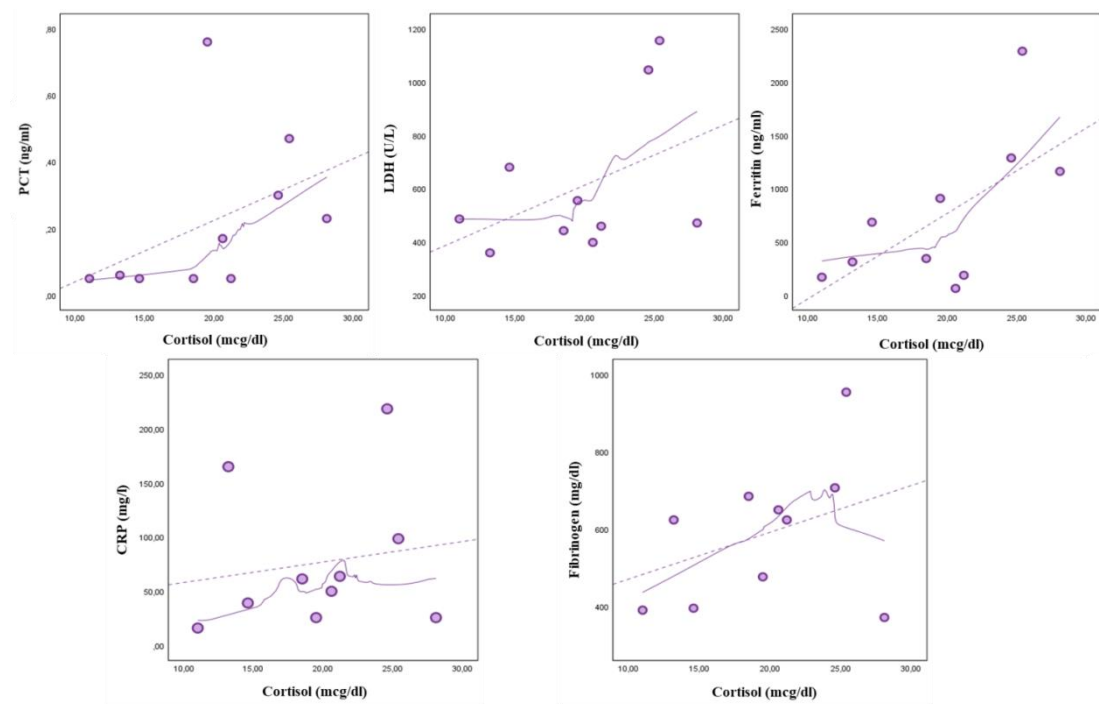 ,80
,60
,40
,20
,00
PCT (ng/ml)
10,00 15,00 20,00 25,00 30,00
Cortisol (mcg/dl)
1200
1000
800
600
400
200
LDH (U/L)
10,00 15,00 20,00 25,00 30,00
Cortisol (mcg/dl)
2500
2000
1500
1000
500
0
Ferritin (ng/ml)
10,00 15,00 20,00 25,00 30,00
Cortisol (mcg/dl)
250,00
200,00
150,00
100,00
50,00
,00
CRP (mg/l)
10,00 15,00 20,00 25,00 30,00
Cortisol (mcg/dl)
1000
800
600
400
Fibrinogen (mg/dl)
10,00 15,00 20,00 25,00 30,00
Cortisol (mcg/dl)